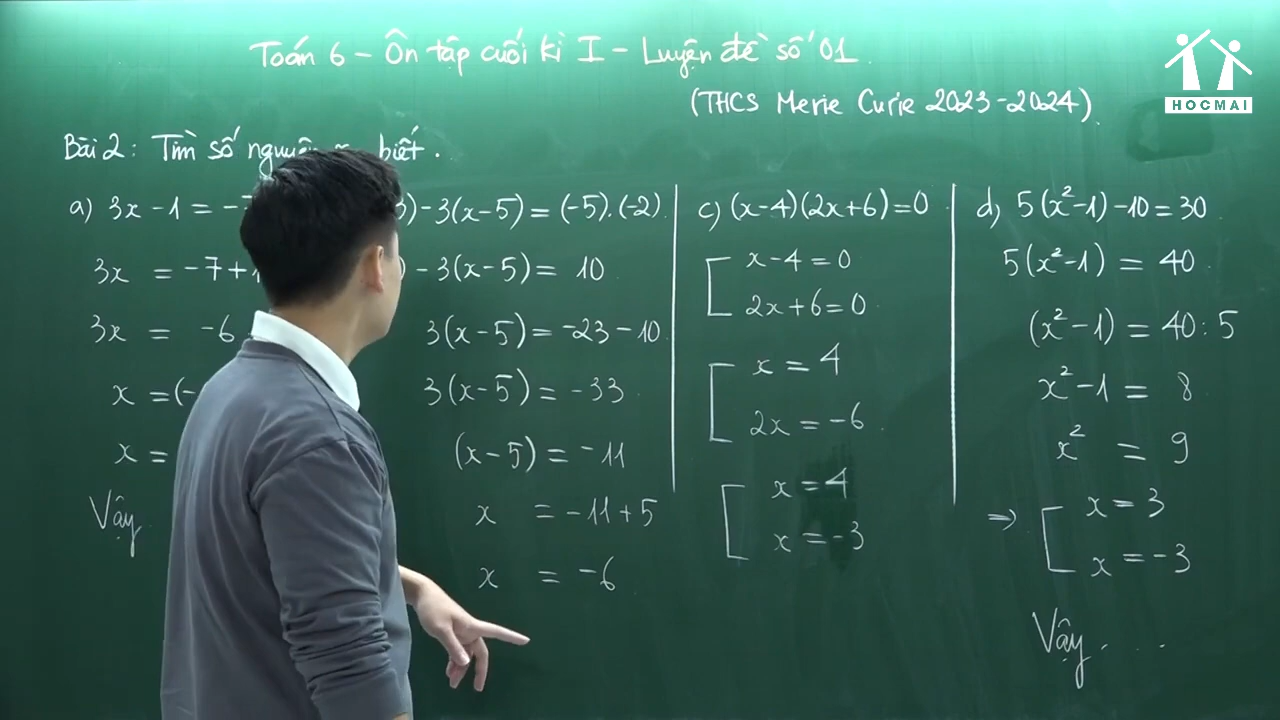 Toán 6 – Ôn tập cuối kì I – Luyện đề số 01
(THCS Merie Curie 2023-2024)
HOCMAI
Bài 2: Tìm số nguyên biết.
a) 3x - 1 = -7
3x = -7 + 1
3x = -6
x = (-
x =
Vậy
) - 3(x-5) = (-5).(-2)
) - 3(x-5) = 10
3(x-5) = -23 - 10
3(x-5) = -33
(x-5) = -11
x = -11+5
x = -6
c) (x-4)(2x+6)=0
x-4=0
2x+6=0
x = 4
2x = -6
x = 4
x = -3
d) 5(x²-1)-10=30
5(x²-1) = 40
(x²-1) = 40:5
x²-1 = 8
x² = 9
⇒ [ x = 3
x = -3
Vậy . . .